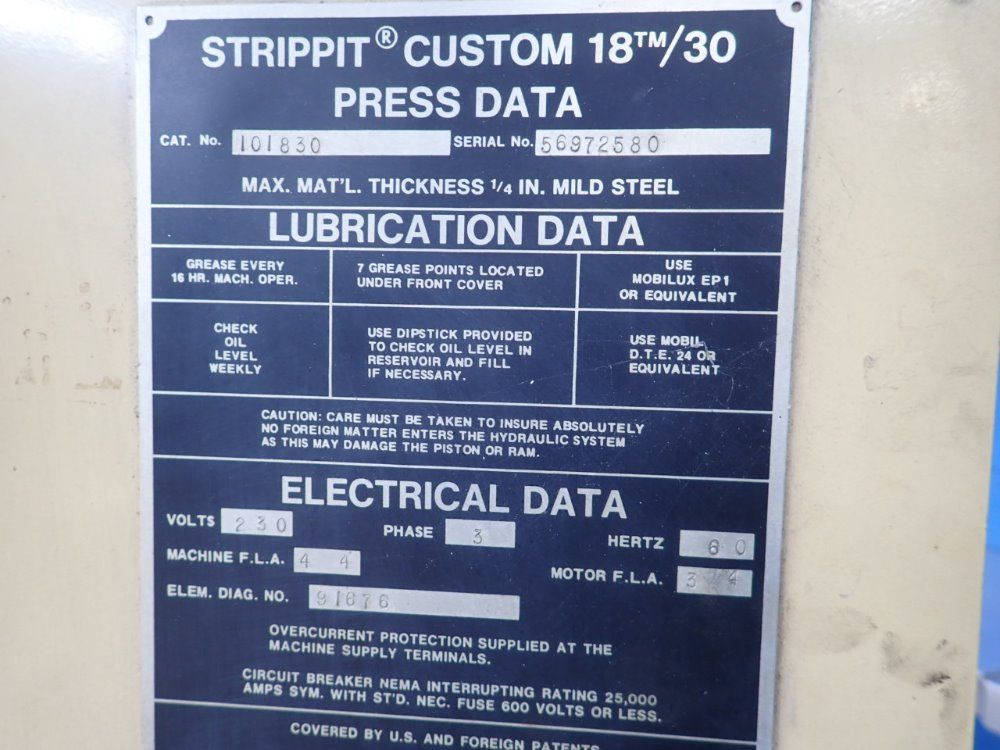 STRIPPIT® CUSTOM 18™/30
PRESS DATA
CAT. No. 101830 SERIAL No. 56972580
MAX. MAT'L. THICKNESS 1/4 IN. MILD STEEL
LUBRICATION DATA
GREASE EVERY
16 HR. MACH. OPER.
7 GREASE POINTS LOCATED
UNDER FRONT COVER
USE
MOBILUX EP1
OR EQUIVALENT
CHECK
OIL
LEVEL
WEEKLY
USE DIPSTICK PROVIDED
TO CHECK OIL LEVEL IN
RESERVOIR AND FILL
IF NECESSARY.
USE MOBIL
D.T.E. 24 OR
EQUIVALENT
CAUTION: CARE MUST BE TAKEN TO INSURE ABSOLUTELY
NO FOREIGN MATTER ENTERS THE HYDRAULIC SYSTEM
AS THIS MAY DAMAGE THE PISTON OR RAM.
ELECTRICAL DATA
VOLTS 230 PHASE 3 HERTZ 60
MACHINE F.L.A. 4 4 MOTOR F.L.A.
ELEM. DIAG. NO. 91676
OVERCURRENT PROTECTION SUPPLIED AT THE
MACHINE SUPPLY TERMINALS.
CIRCUIT BREAKER NEMA INTERRUPTING RATING 25,000
AMPS SYM. WITH ST'D. NEC. FUSE 600 VOLTS OR LESS.
COVERED BY U.S. AND FOREIGN PATENTS